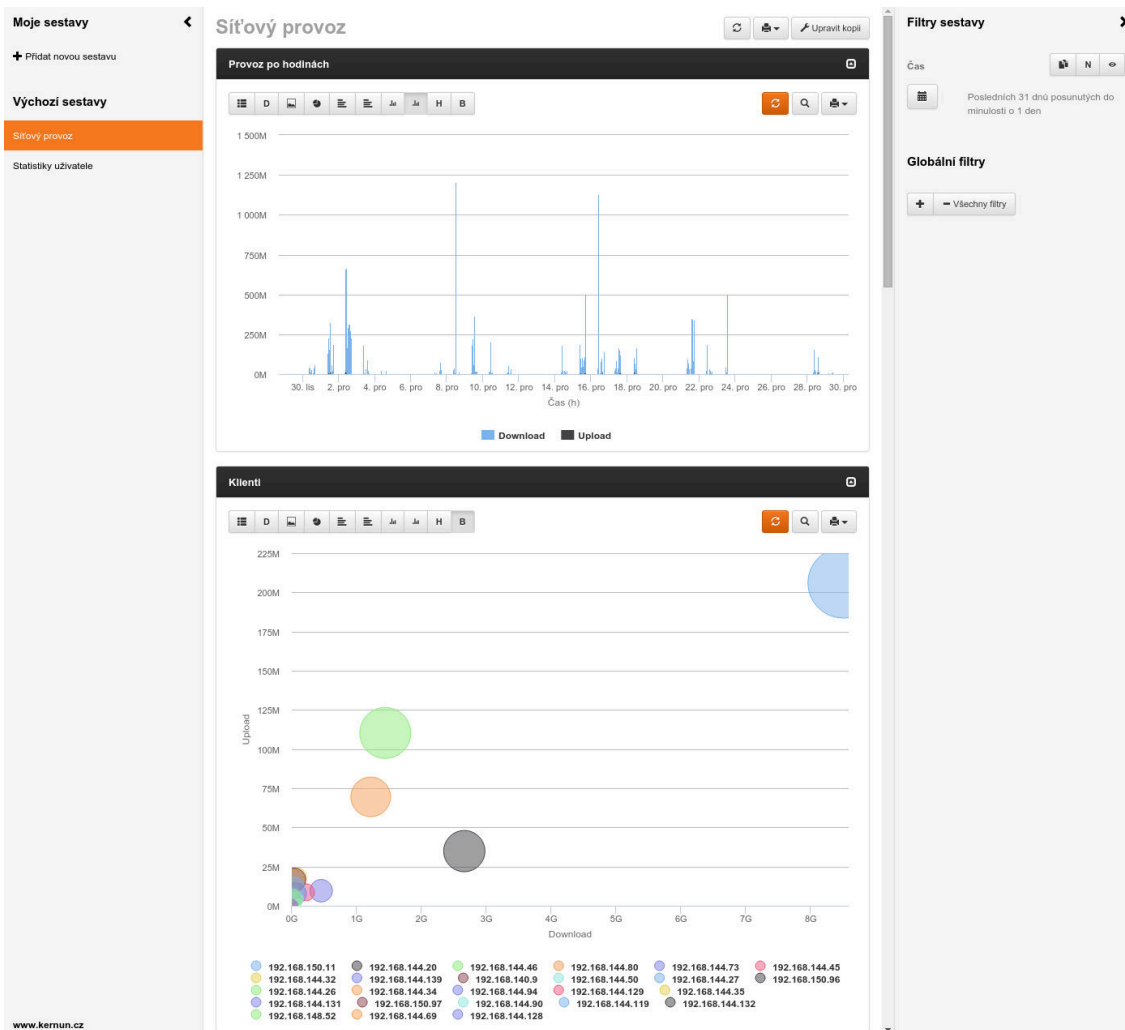 Moje sestavy
Přidat novou sestavu
Výchozí sestavy
Síťový provoz
Statistiky uživatele
www.kernun.cz
Síťový provoz
Upravit kopii
Provoz po hodinách
D
H
B
1 500M
1 250M
1 000M
750M
500M
250M
0M
30. lis
2. pro
4. pro
6. pro
8. pro
10. pro
12. pro
14. pro
16. pro
18. pro
20. pro
22. pro
24. pro
26. pro
28. pro
30. pro
Čas (h)
Download
Upload
Klienti
D
H
B
225M
200M
175M
150M
125M
100M
75M
50M
25M
0M
Upload
0G
1G
2G
3G
4G
5G
6G
7G
8G
Download
192.168.150.11 192.168.144.20 192.168.144.46 192.168.144.80 192.168.144.73 192.168.144.45
192.168.144.32 192.168.144.139 192.168.140.9 192.168.144.50 192.168.144.27 192.168.150.96
192.168.144.26 192.168.144.34 192.168.144.94 192.168.144.129 192.168.144.35
192.168.144.131 192.168.150.97 192.168.144.90 192.168.144.119 192.168.144.132
192.168.148.52 192.168.144.69 192.168.144.128
Filtry sestavy
Čas
N
Posledních 31 dnů posunutých do
minulosti o 1 den
Globální filtry
Všechny filtry